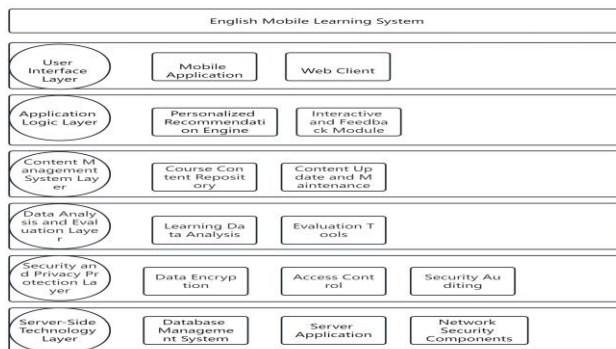 English Mobile Learning System
User
Interface
Layer
Mobile
Application
Web Client
Application
Logic Layer
Personalized
Recommendati
on Engine
Interactive
and Feedba
ck Module
Content M
anagement
System Lay
er
Course Con
tent Reposit
ory
Content Up
date and M
aintenance
Data Analy
sis and Eval
uation Laye
r
Learning Da
ta Analysis
Evaluation T
ools
Security an
d Privacy Pr
otection La
yer
Data Encryp
tion
Access Cont
rol
Security Au
diting
Server-Side
Technology
Layer
Database
Manageme
nt System
Server
Application
Network
Security
Components